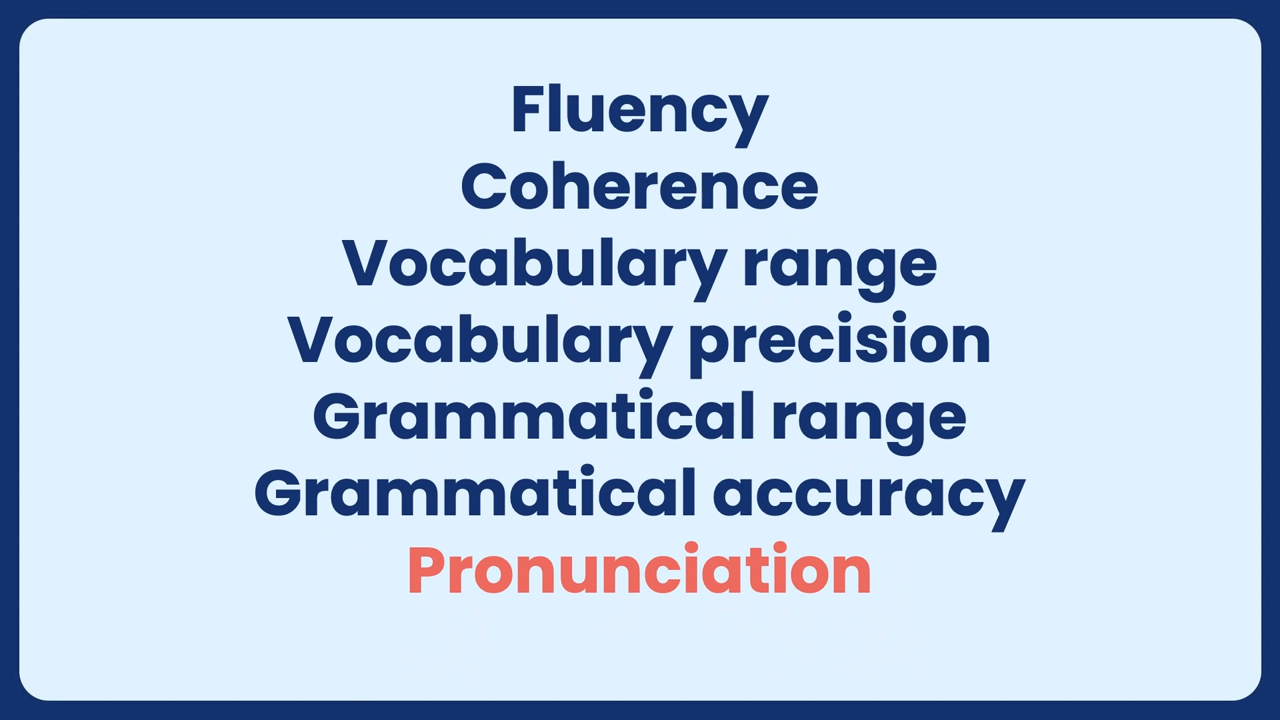 Fluency
Coherence
Vocabulary range
Vocabulary precision
Grammatical range
Grammatical accuracy
Pronunciation